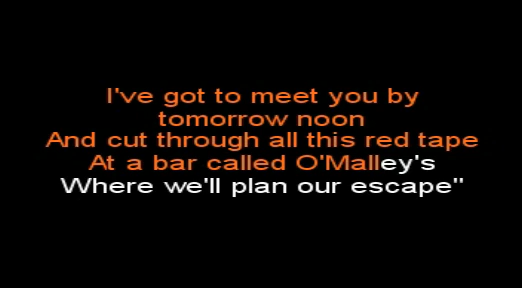 I've got to meet you by
tomorrow noon
And cut through all this red tape
At a bar called O'Malley's
Where we'll plan our escape"